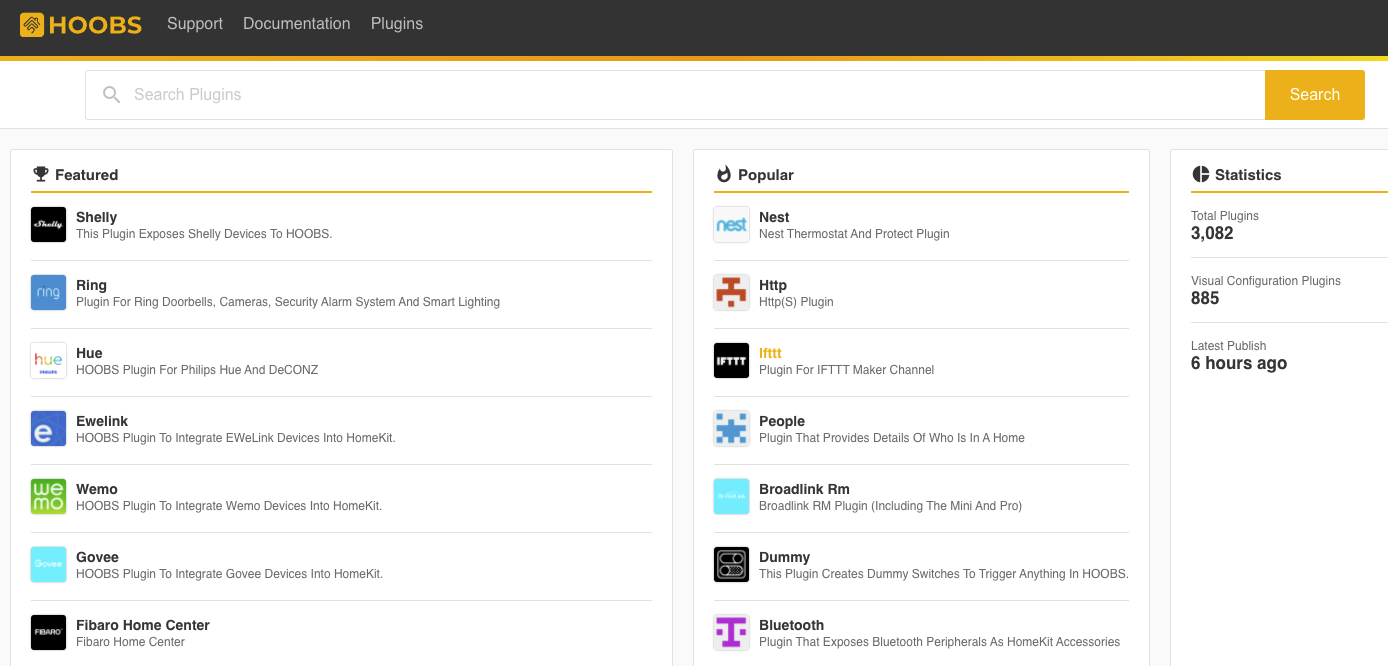 HOOBS Support Documentation Plugins
Search Plugins Search
Featured
Shelly
Shelly
This Plugin Exposes Shelly Devices To HOOBS.
ring
Ring
Plugin For Ring Doorbells, Cameras, Security Alarm System And Smart Lighting
hue
PHILIPS
Hue
HOOBS Plugin For Philips Hue And DeCONZ
e
Ewelink
HOOBS Plugin To Integrate EWeLink Devices Into HomeKit.
we
mo
Wemo
HOOBS Plugin To Integrate Wemo Devices Into HomeKit.
Govee
Govee
HOOBS Plugin To Integrate Govee Devices Into HomeKit.
FIBARO
Fibaro Home Center
Fibaro Home Center
Popular
nest
Nest
Nest Thermostat And Protect Plugin
Http
Http(S) Plugin
IFTTT
Ifttt
Plugin For IFTTT Maker Channel
People
Plugin That Provides Details Of Who Is In A Home
Broadlink Rm
Broadlink RM Plugin (Including The Mini And Pro)
Dummy
This Plugin Creates Dummy Switches To Trigger Anything In HOOBS.
Bluetooth
Plugin That Exposes Bluetooth Peripherals As HomeKit Accessories
Statistics
Total Plugins
3,082
Visual Configuration Plugins
885
Latest Publish
6 hours ago